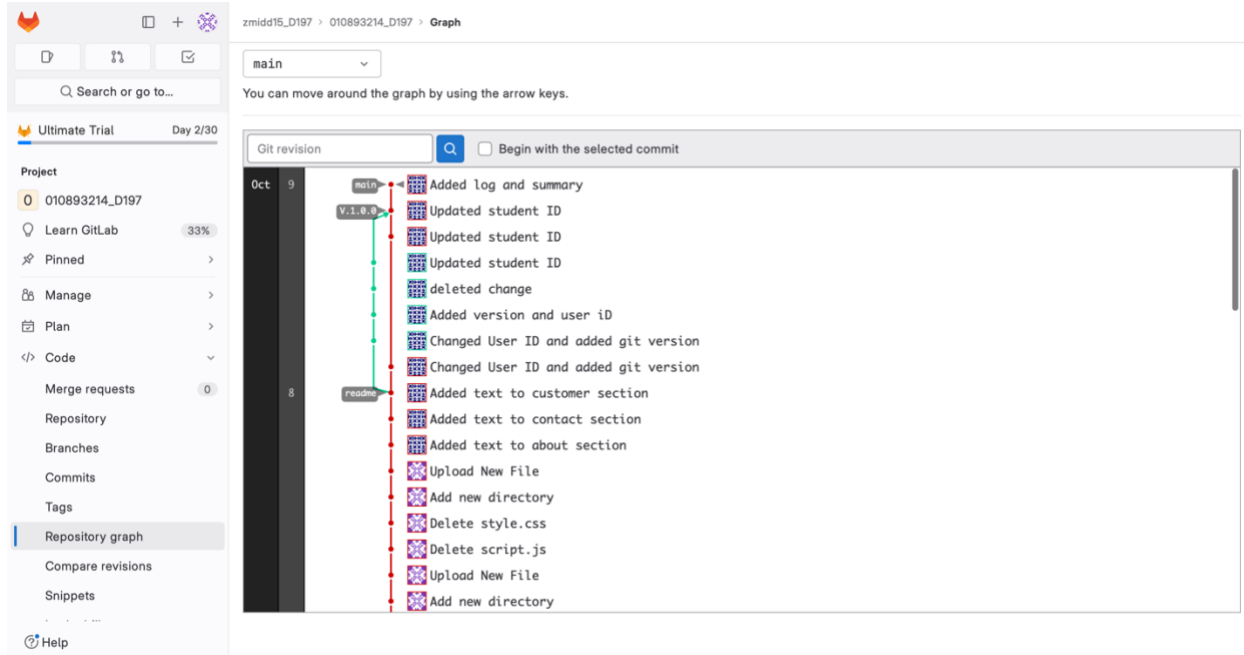 zmidd15_D197 > 010893214_D197 > Graph
main
Search or go to...
You can move around the graph by using the arrow keys.
Ultimate Trial Day 2/30
Git revision
Begin with the selected commit
Project
O 010893214_D197
Learn GitLab 33%
Pinned
Manage
Plan
Code
Merge requests 0
Repository
Branches
Commits
Tags
Repository graph
Compare revisions
Snippets
Help
Oct 9 main Added log and summary
V.1.0.0 Updated student ID
Updated student ID
Updated student ID
deleted change
Added version and user iD
Changed User ID and added git version
Changed User ID and added git version
8 readme Added text to customer section
Added text to contact section
Added text to about section
Upload New File
Add new directory
Delete style.css
Delete script.js
Upload New File
Add new directory